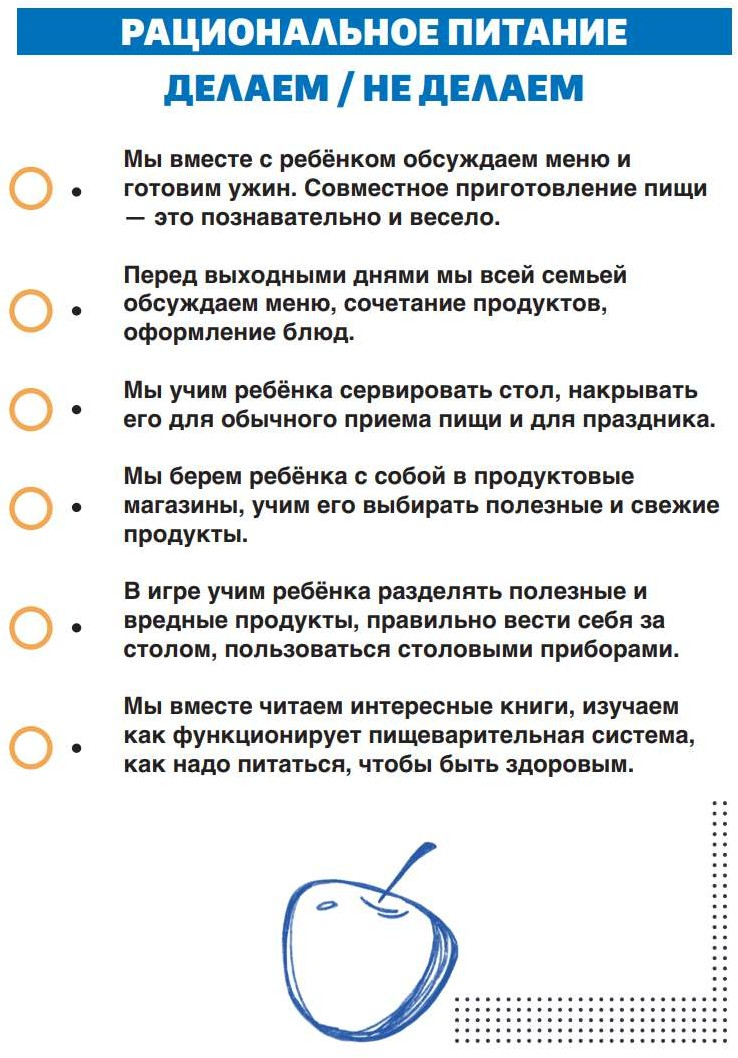 РАЦИОНАЛЬНОЕ ПИТАНИЕ
ДЕЛАЕМ / НЕ ДЕЛАЕМ
• Мы вместе с ребёнком обсуждаем меню и
готовим ужин. Совместное приготовление пищи
— это познавательно и весело.
• Перед выходными днями мы всей семьей
обсуждаем меню, сочетание продуктов,
оформление блюд.
• Мы учим ребёнка сервировать стол, накрывать
его для обычного приема пищи и для праздника.
• Мы берем ребёнка с собой в продуктовые
магазины, учим его выбирать полезные и свежие
продукты.
• В игре учим ребёнка разделять полезные и
вредные продукты, правильно вести себя за
столом, пользоваться столовыми приборами.
• Мы вместе читаем интересные книги, изучаем
как функционирует пищеварительная система,
как надо питаться, чтобы быть здоровым.